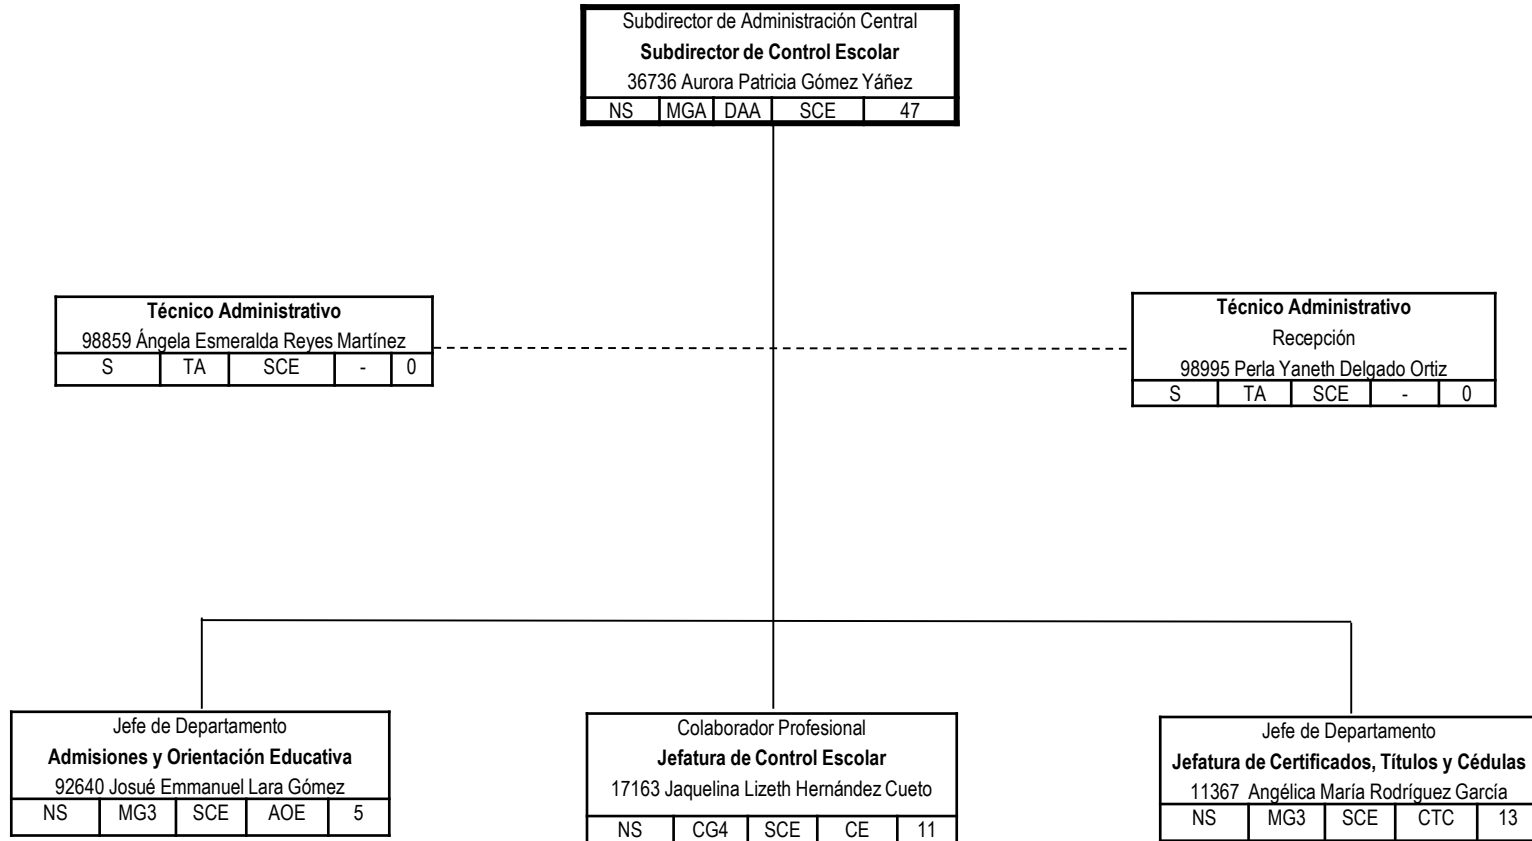 Subdirector de Administración Central
Subdirector de Control Escolar
36736 Aurora Patricia Gómez Yáñez
NS MGA DAA SCE 47
Técnico Administrativo
98859 Ángela Esmeralda Reyes Martínez
S TA SCE - 0
Técnico Administrativo
Recepción
98995 Perla Yaneth Delgado Ortiz
S TA SCE - 0
Jefe de Departamento
Admisiones y Orientación Educativa
92640 Josué Emmanuel Lara Gómez
NS MG3 SCE AOE 5
Colaborador Profesional
Jefatura de Control Escolar
17163 Jaquelina Lizeth Hernández Cueto
NS CG4 SCE CE 11
Jefe de Departamento
Jefatura de Certificados, Títulos y Cédulas
11367 Angélica María Rodríguez García
NS MG3 SCE CTC 13